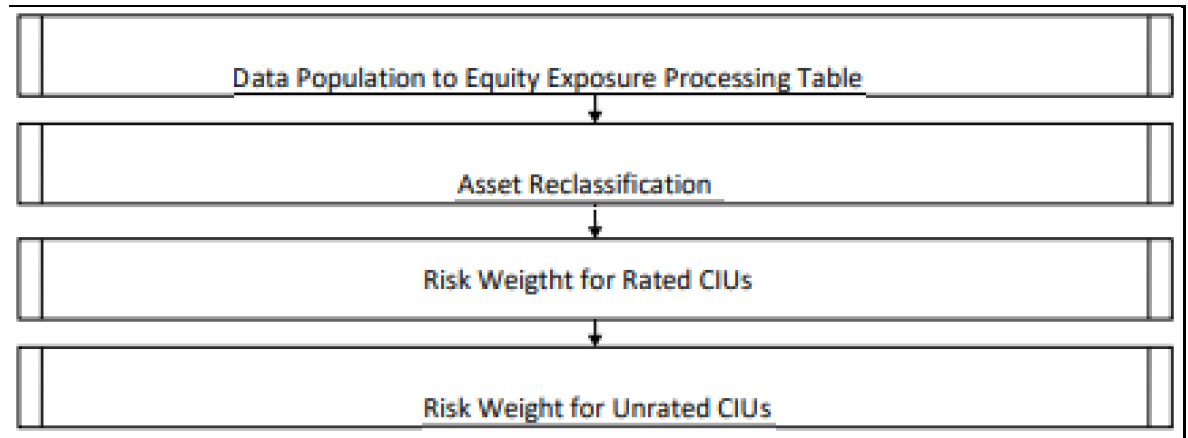 Data Population to Equity Exposure Processing Table
Asset Reclassification
Risk Weigtht for Rated CIUs
Risk Weight for Unrated CIUs